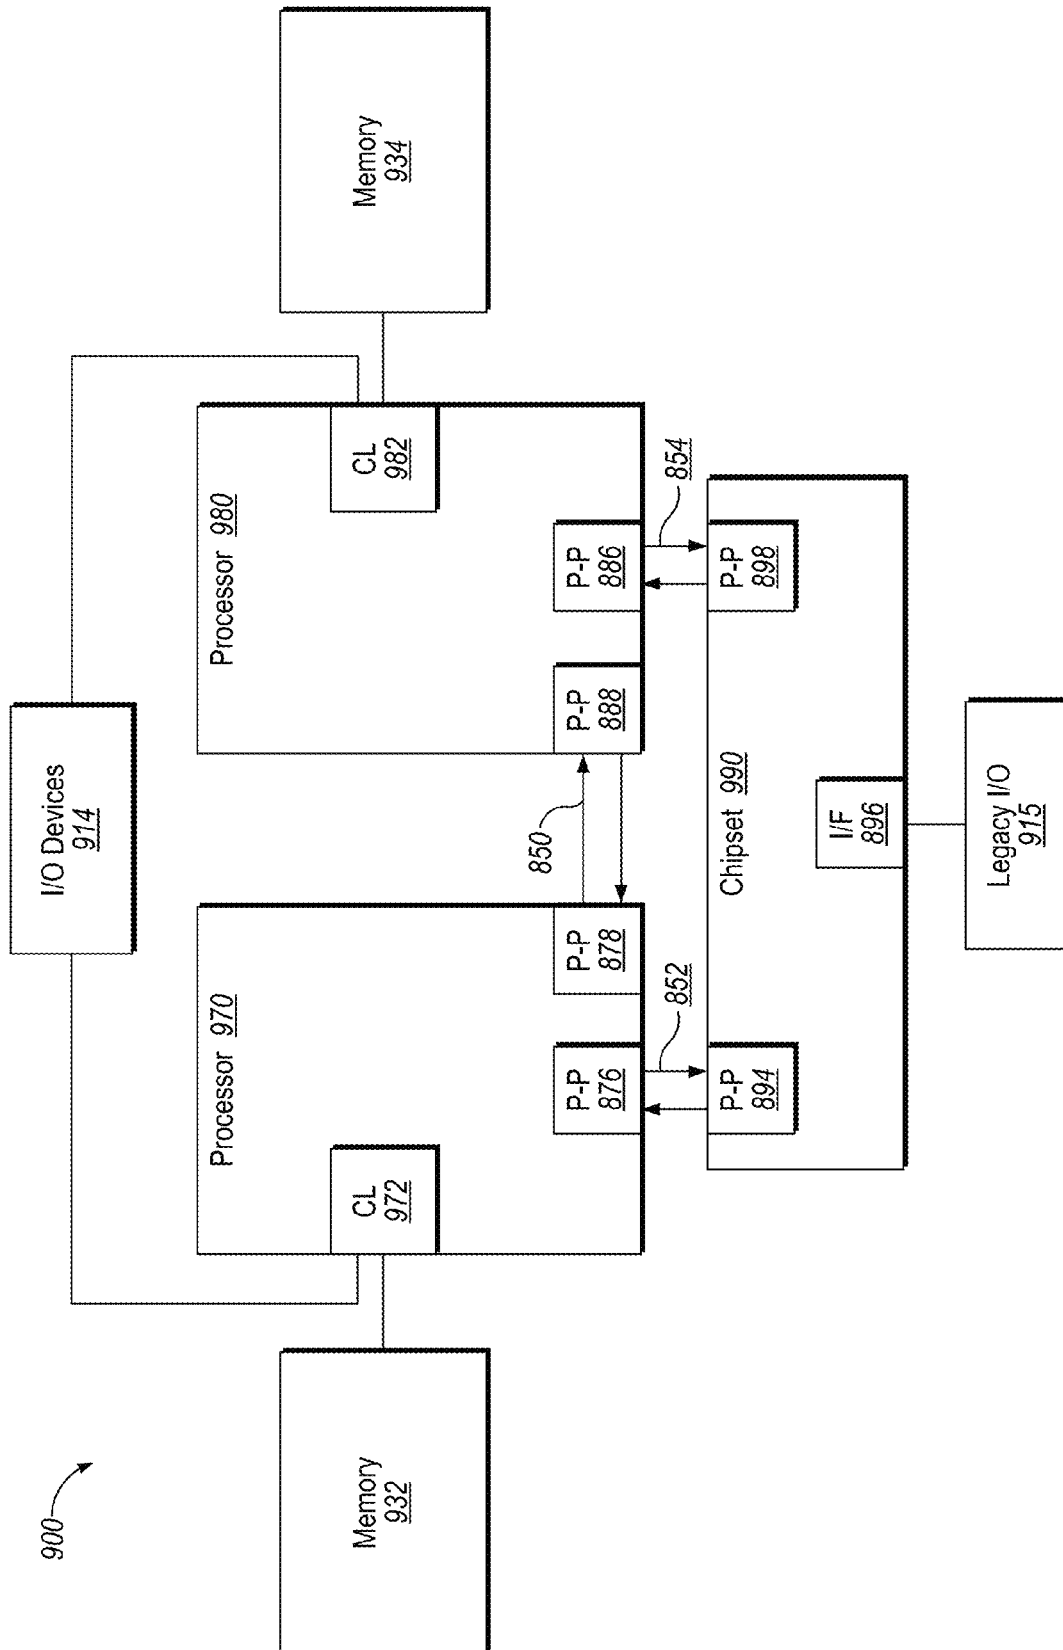 900
I/O Devices
914
Memory
932
CL
972
Processor 970
P-P
876
P-P
878
850
Processor 980
CL
982
P-P
888
P-P
886
Memory
934
852
854
P-P
894
Chipset 990
P-P
898
I/F
896
Legacy I/O
915